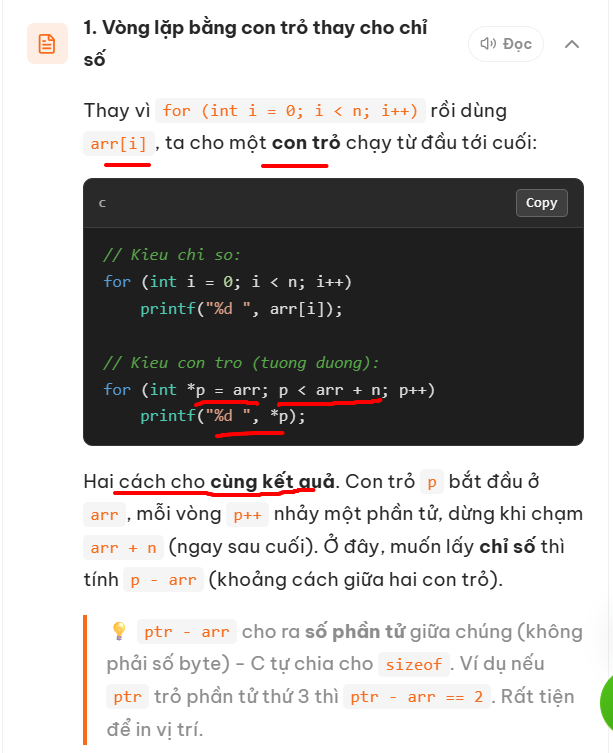 1. Vòng lặp bằng con trỏ thay cho chỉ
số
Đọc
Thay vì for (int i = 0; i < n; i++) rồi dùng
arr[i] , ta cho một con trỏ chạy từ đầu tới cuối:
c
Copy
// Kieu chi so:
for (int i = 0; i < n; i++)
    printf("%d ", arr[i]);

// Kieu con tro (tuong duong):
for (int *p = arr; p < arr + n; p++)
    printf("%d ", *p);
Hai cách cho cùng kết quả. Con trỏ p bắt đầu ở
arr , mỗi vòng p++ nhảy một phần tử, dừng khi chạm
arr + n (ngay sau cuối). Ở đây, muốn lấy chỉ số thì
tính p - arr (khoảng cách giữa hai con trỏ).
💡 ptr - arr cho ra số phần tử giữa chúng (không
phải số byte) - C tự chia cho sizeof . Ví dụ nếu
ptr trỏ phần tử thứ 3 thì ptr - arr == 2 . Rất tiện
để in vị trí.